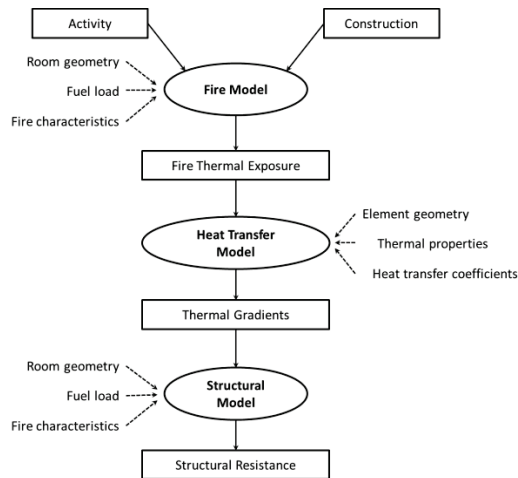 Activity
Construction
Room geometry
Fuel load
Fire characteristics
Fire Model
Fire Thermal Exposure
Heat Transfer
Model
Element geometry
Thermal properties
Heat transfer coefficients
Thermal Gradients
Room geometry
Fuel load
Fire characteristics
Structural
Model
Structural Resistance